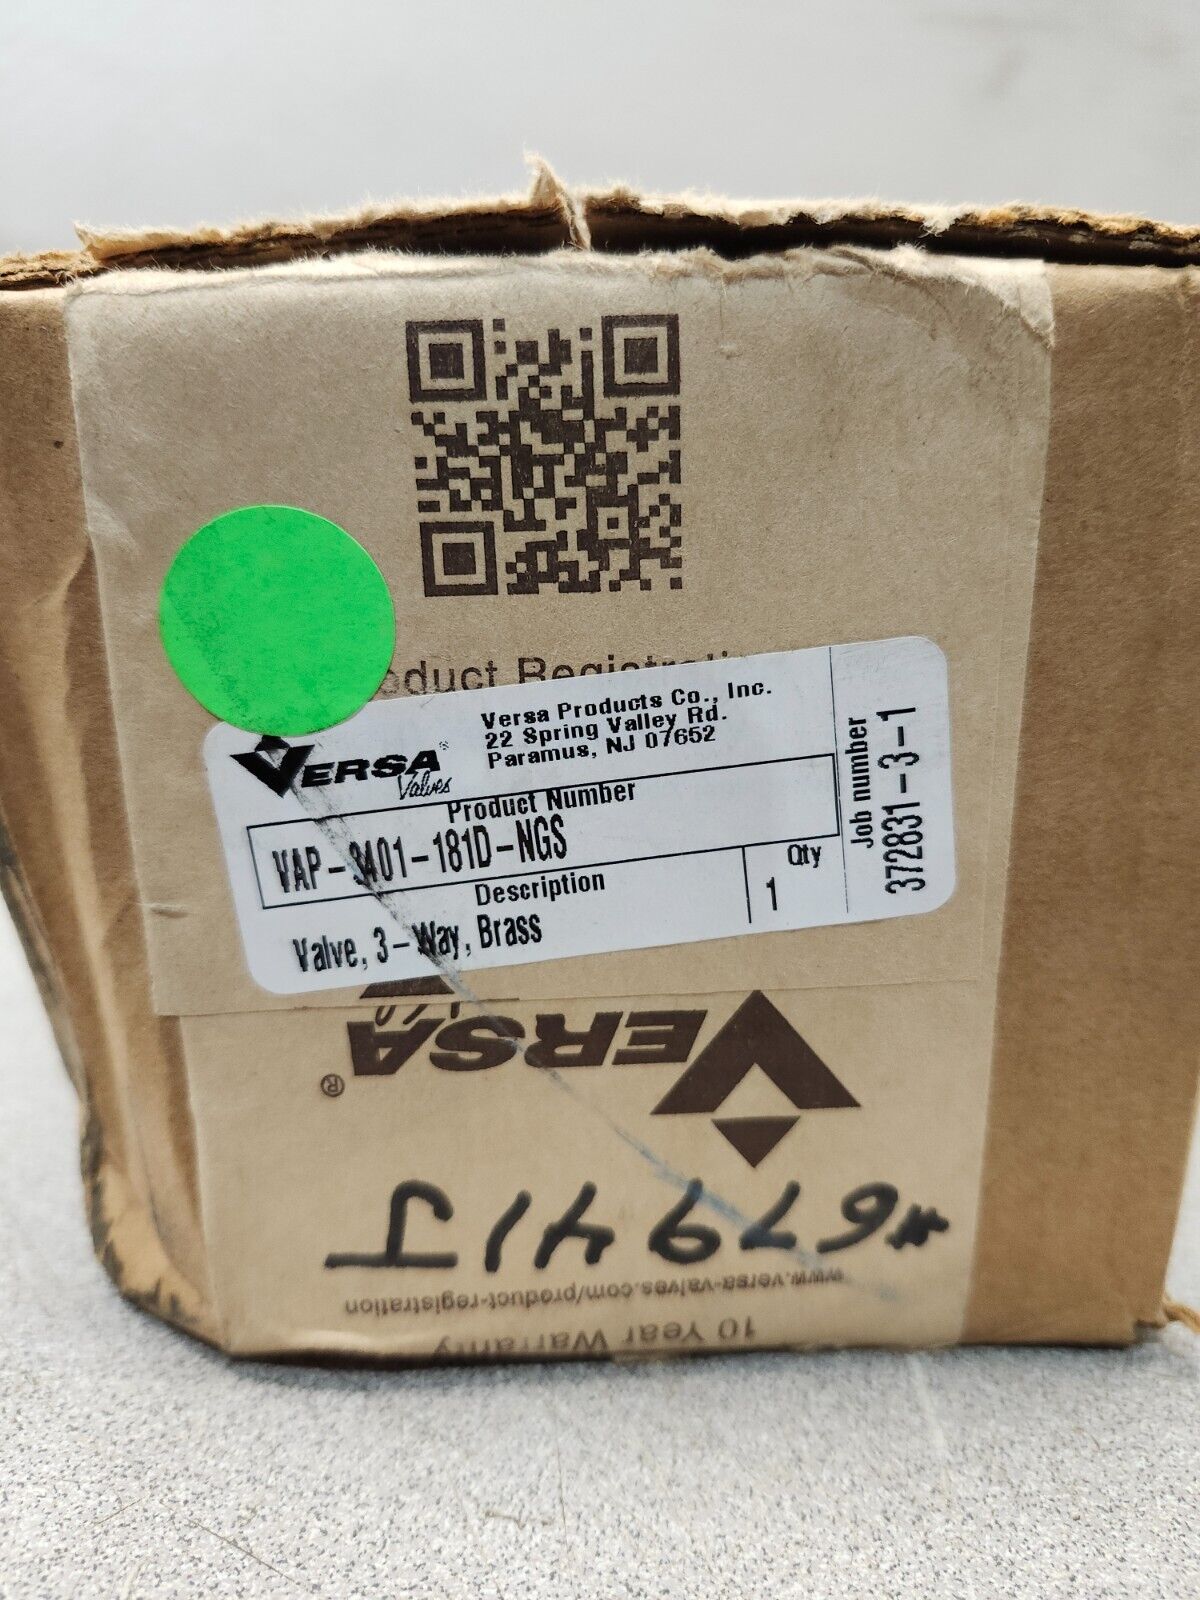 Product Registration
Versa Products Co., Inc.
22 Spring Valley Rd.
Paramus, NJ 07652
VERSA®
Valves
Product Number
VAP-3401-181D-NGS
Description
Valve, 3-Way, Brass
Qty
1
Job number
372831-3-1
VERSA
®
#67941J
www.versa-valves.com/product-registration
10 Year Warranty